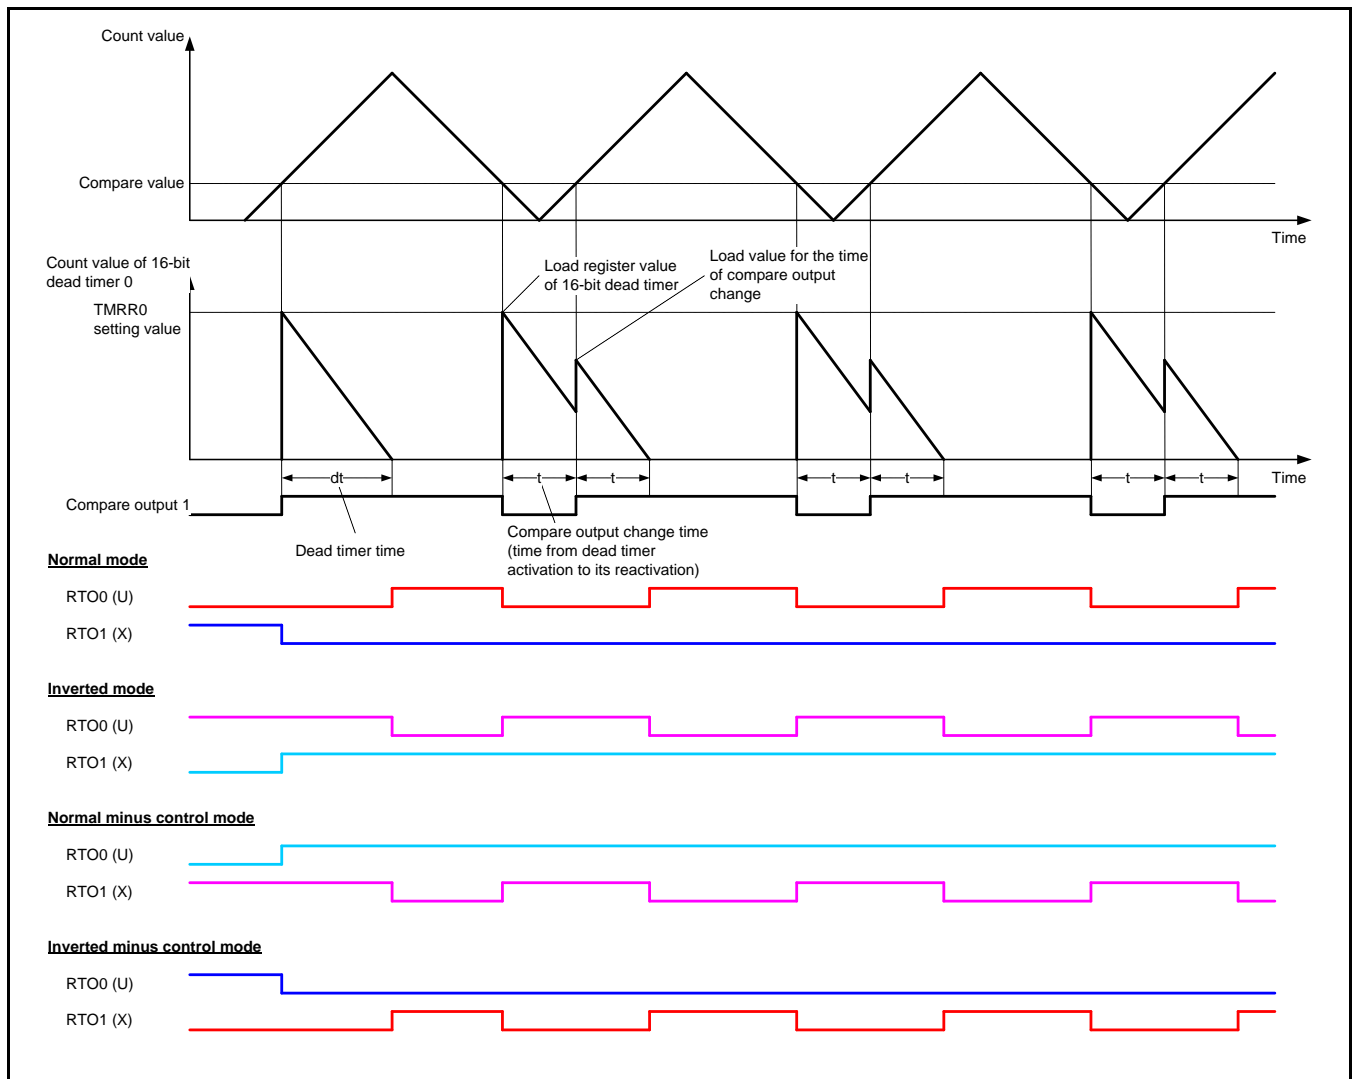 Count value
Compare value
Time
Count value of 16-bit
dead timer 0
TMRR0
setting value
Load register value
of 16-bit dead timer
Load value for the time
of compare output
change
Time
dt
t
t
t
t
t
t
Compare output 1
Dead timer time
Compare output change time
(time from dead timer
activation to its reactivation)
Normal mode
RTO0 (U)
RTO1 (X)
Inverted mode
RTO0 (U)
RTO1 (X)
Normal minus control mode
RTO0 (U)
RTO1 (X)
Inverted minus control mode
RTO0 (U)
RTO1 (X)